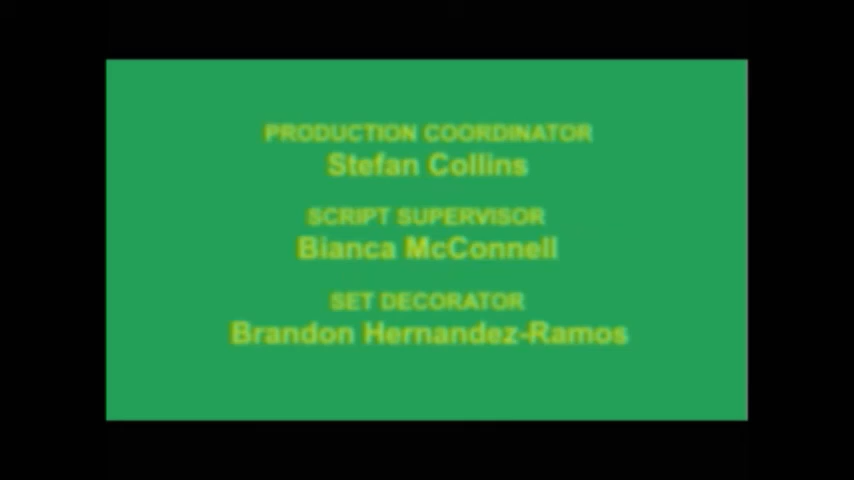 PRODUCTION COORDINATOR
Stefan Collins
SCRIPT SUPERVISOR
Bianca McConnell
SET DECORATOR
Brandon Hernandez-Ramos